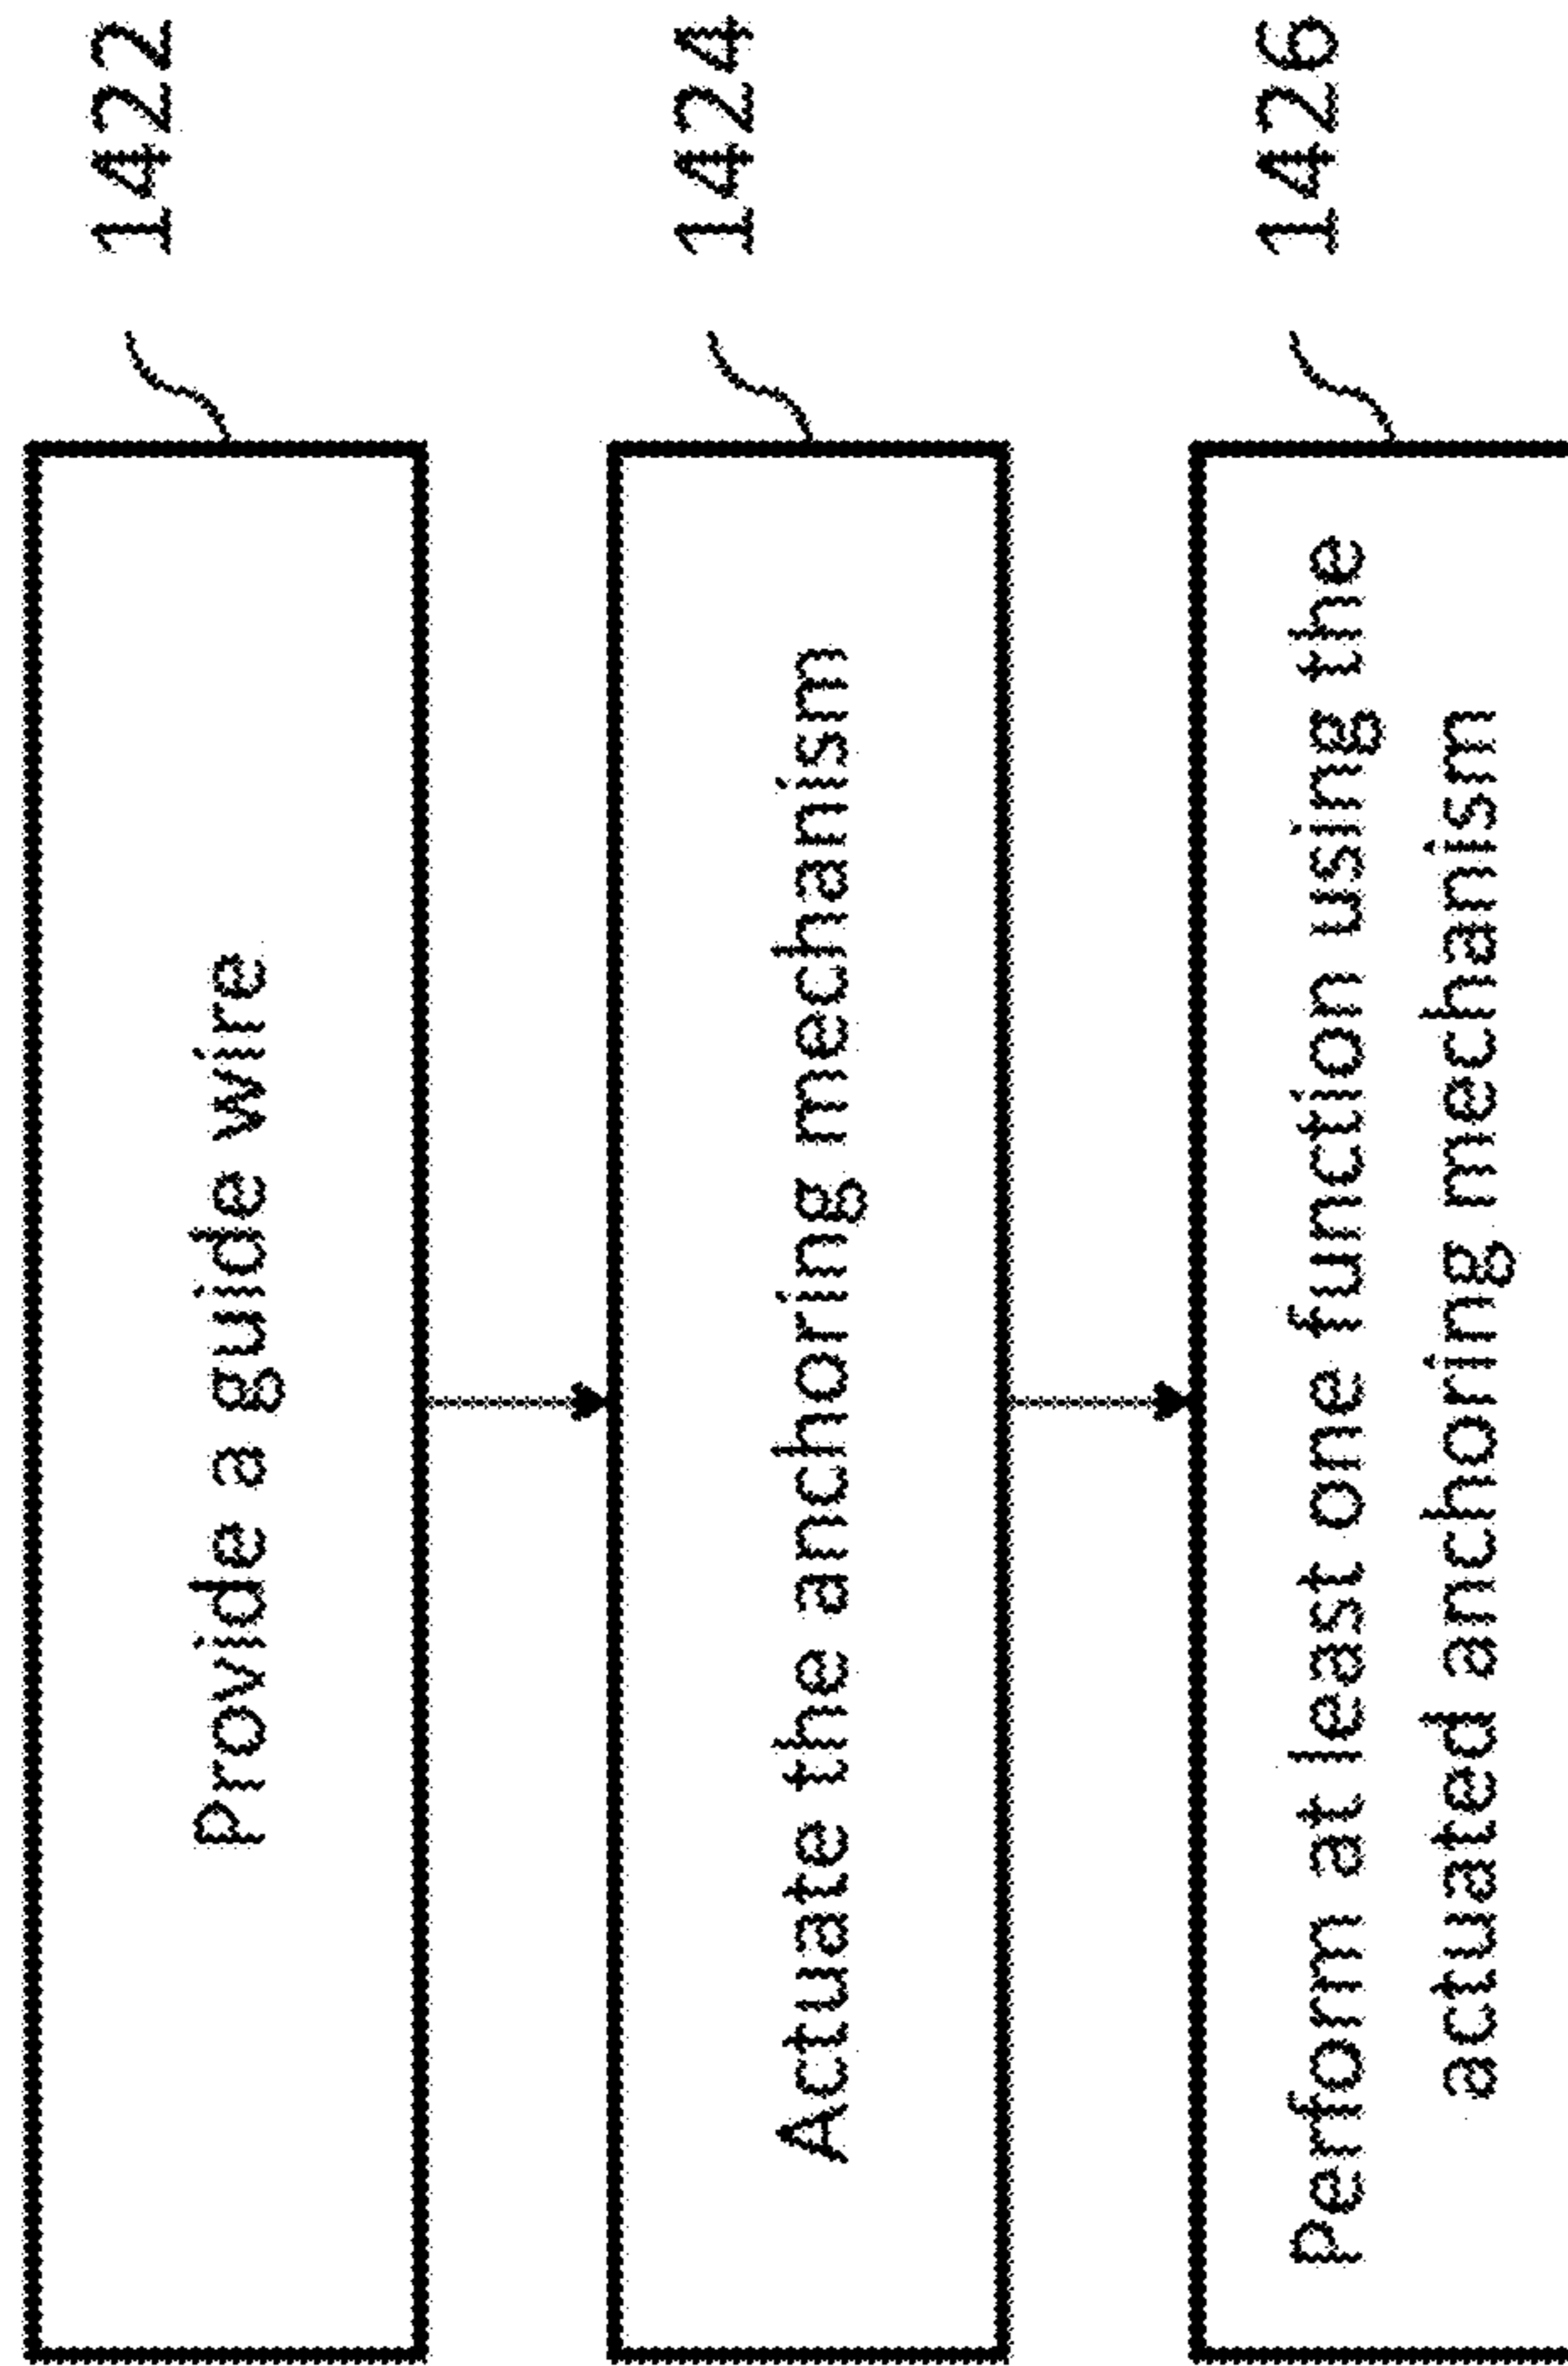 Provide a guide wire
1422
Actuate the anchoring mechanism
1424
Perform at least one function using the
actuated anchoring mechanism
1426